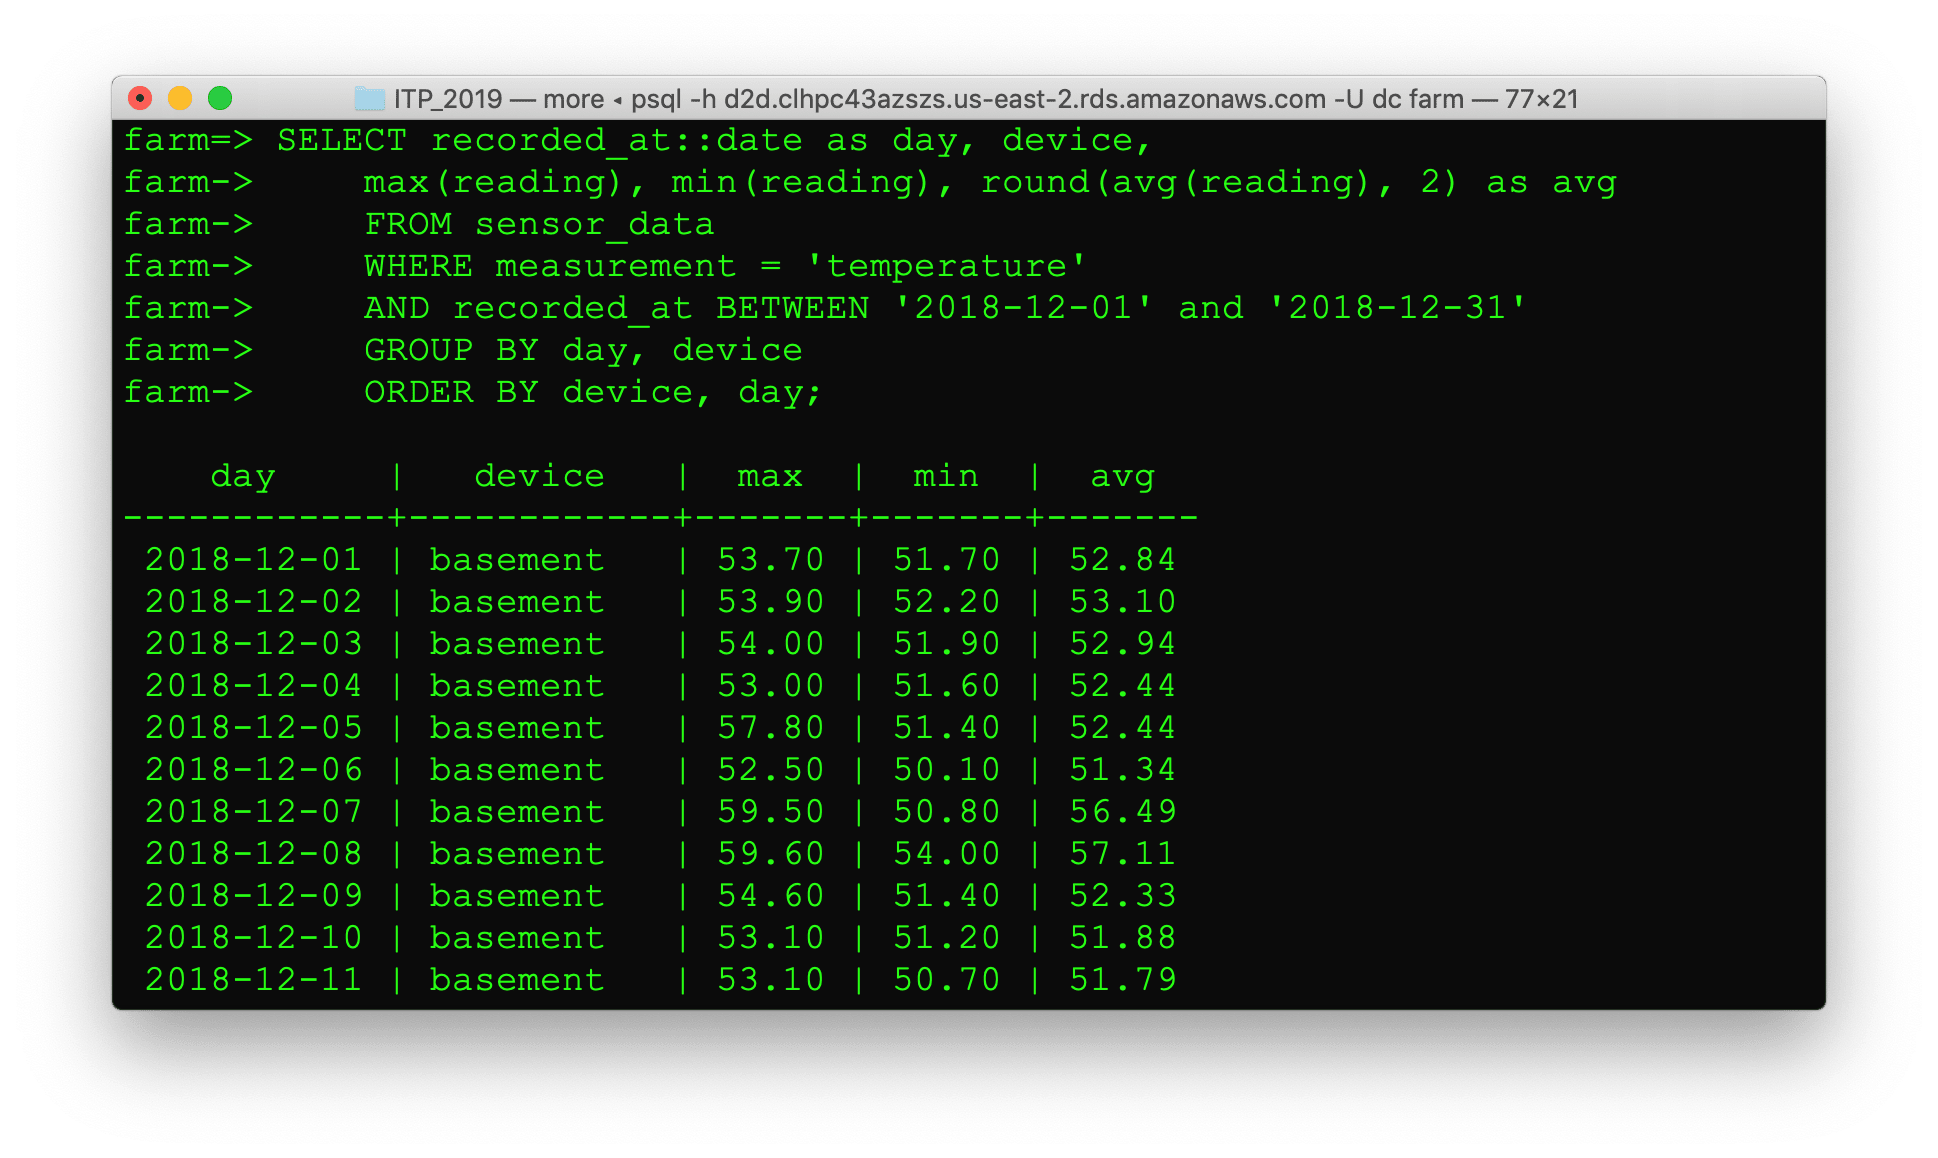 ITP_2019 — more ◂ psql -h d2d.clhpc43azszs.us-east-2.rds.amazonaws.com -U dc farm — 77×21
farm=> SELECT recorded_at::date as day, device,
farm->     max(reading), min(reading), round(avg(reading), 2) as avg
farm->     FROM sensor_data
farm->     WHERE measurement = 'temperature'
farm->     AND recorded_at BETWEEN '2018-12-01' and '2018-12-31'
farm->     GROUP BY day, device
farm->     ORDER BY device, day;
    day     |   device   |  max  |  min  |  avg
------------+------------+-------+-------+-------
 2018-12-01 | basement   | 53.70 | 51.70 | 52.84
 2018-12-02 | basement   | 53.90 | 52.20 | 53.10
 2018-12-03 | basement   | 54.00 | 51.90 | 52.94
 2018-12-04 | basement   | 53.00 | 51.60 | 52.44
 2018-12-05 | basement   | 57.80 | 51.40 | 52.44
 2018-12-06 | basement   | 52.50 | 50.10 | 51.34
 2018-12-07 | basement   | 59.50 | 50.80 | 56.49
 2018-12-08 | basement   | 59.60 | 54.00 | 57.11
 2018-12-09 | basement   | 54.60 | 51.40 | 52.33
 2018-12-10 | basement   | 53.10 | 51.20 | 51.88
 2018-12-11 | basement   | 53.10 | 50.70 | 51.79